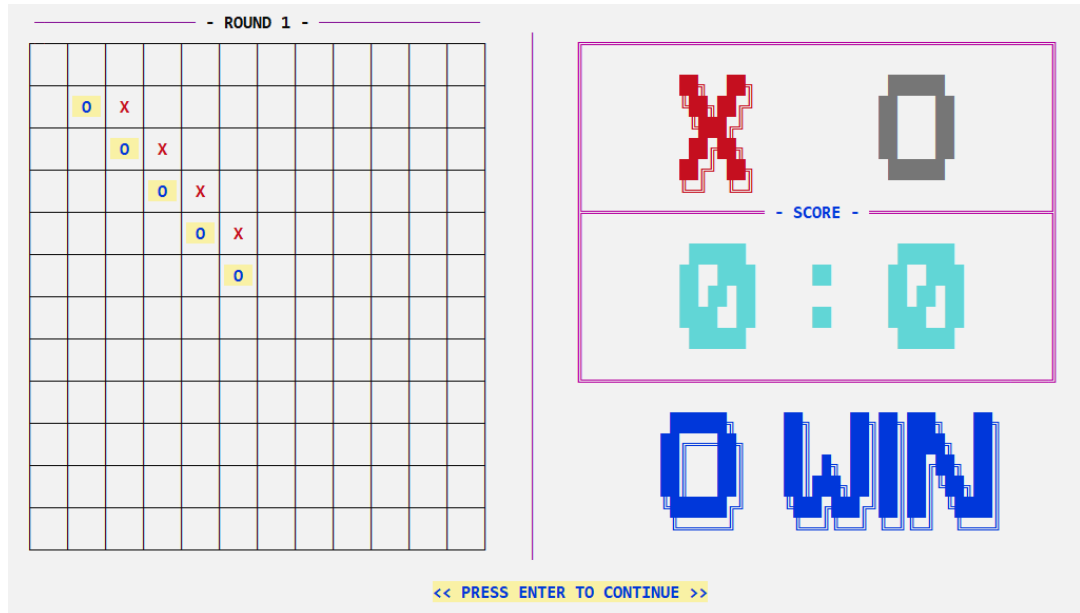 - ROUND 1 -
X O
O X
O X
O X
O X
O
- SCORE -
0 : 0
O WIN
<< PRESS ENTER TO CONTINUE >>